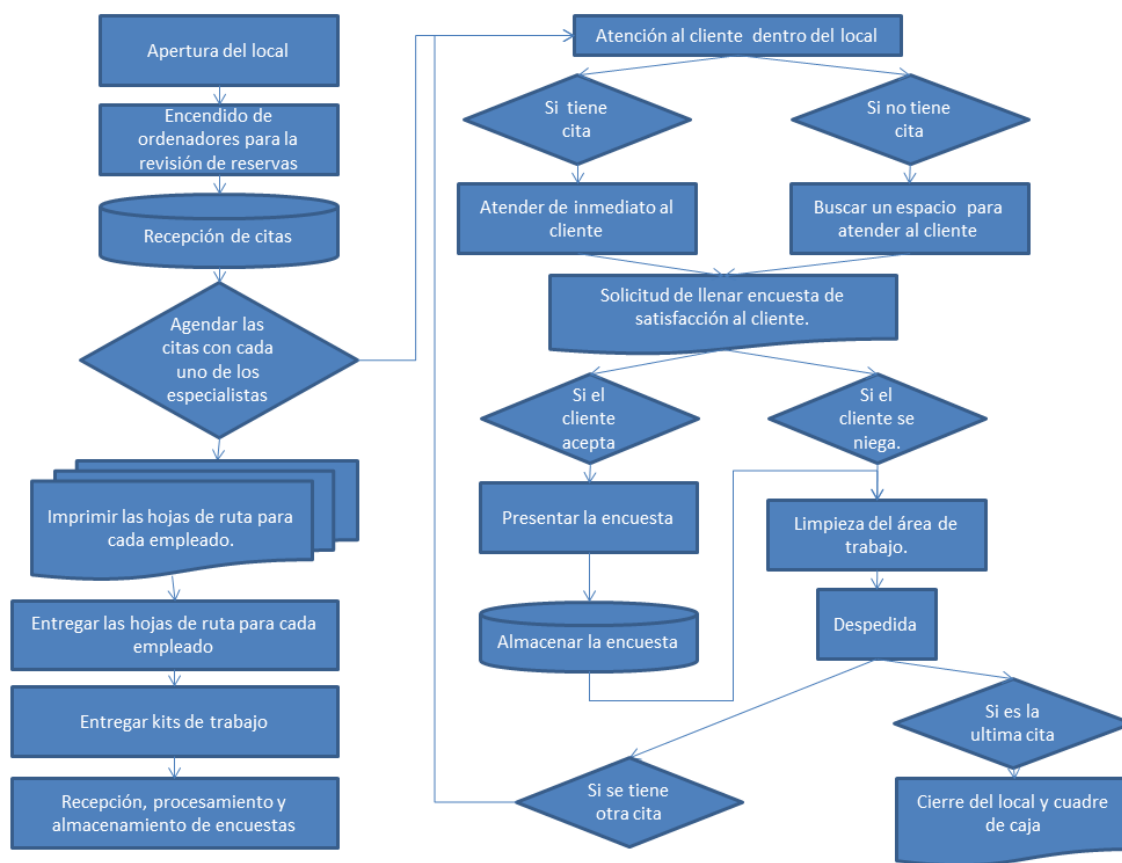 Apertura del local
Encendido de
ordenadores para la
revisión de reservas
Recepción de citas
Agendar las
citas con cada
uno de los
especialistas
Imprimir las hojas de ruta para
cada empleado.
Entregar las hojas de ruta para cada
empleado
Entregar kits de trabajo
Recepción, procesamiento y
almacenamiento de encuestas
Atención al cliente dentro del local
Si tiene
cita
Si no tiene
cita
Atender de inmediato al
cliente
Buscar un espacio para
atender al cliente
Solicitud de llenar encuesta de
satisfacción al cliente.
Si el
cliente
acepta
Si el
cliente se
niega.
Presentar la encuesta
Limpieza del área de
trabajo.
Almacenar la encuesta
Despedida
Si es la
ultima cita
Si se tiene
otra cita
Cierre del local y cuadre
de caja